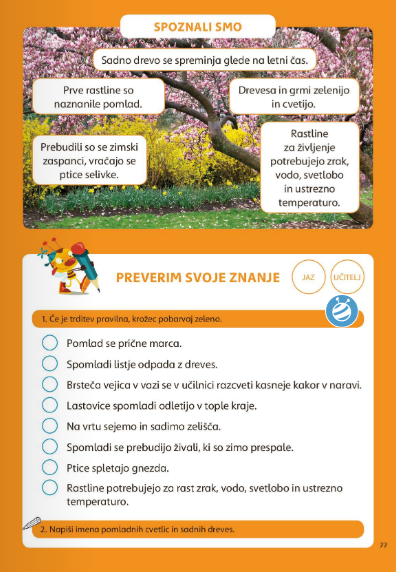 SPOZNALI SMO
Sadno drevo se spreminja glede na letni čas.
Prve rastline so
naznanile pomlad.
Drevesa in grmi zelenijo
in cvetijo.
Prebudili so se zimski
zaspanci, vračajo se
ptice selivke.
Rastline
za življenje
potrebujejo zrak,
vodo, svetlobo
in ustrezno
temperaturo.
PREVERIM SVOJE ZNANJE
JAZ
UČITELJ
1. Če je trditev pravilna, krožec pobarvaj zeleno.
Pomlad se prične marca.
Spomladi listje odpada z dreves.
Brsteča vejica v vazi se v učilnici razcveti kasneje kakor v naravi.
Lastovice spomladi odletijo v tople kraje.
Na vrtu sejemo in sadimo zelišča.
Spomladi se prebudijo živali, ki so zimo prespale.
Ptice spletajo gnezda.
Rastline potrebujejo za rast zrak, vodo, svetlobo in ustrezno
temperaturo.
2. Napiši imena pomladnih cvetlic in sadnih dreves.
77